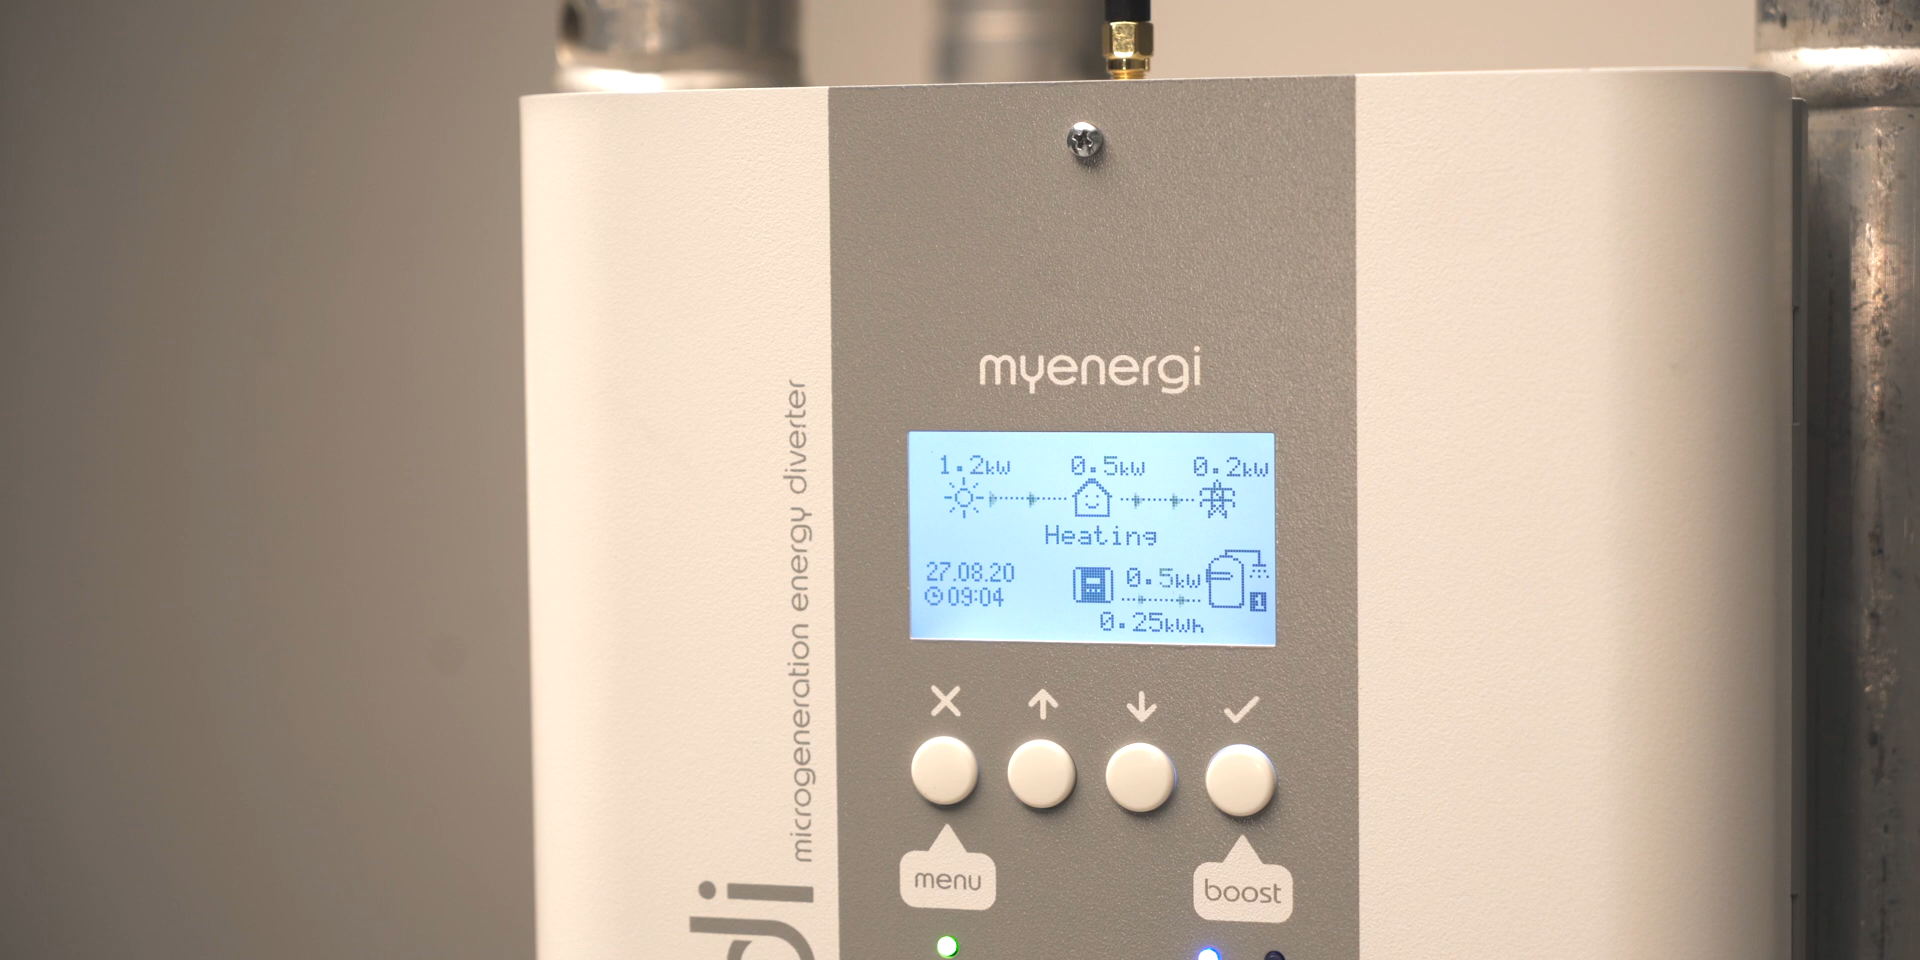 myenergi
1.2kW 0.5kW 0.2kW
Heating
27.08.20 0.5kW
09:04 1
0.25kWh
menu
boost
microgeneration energy diverter